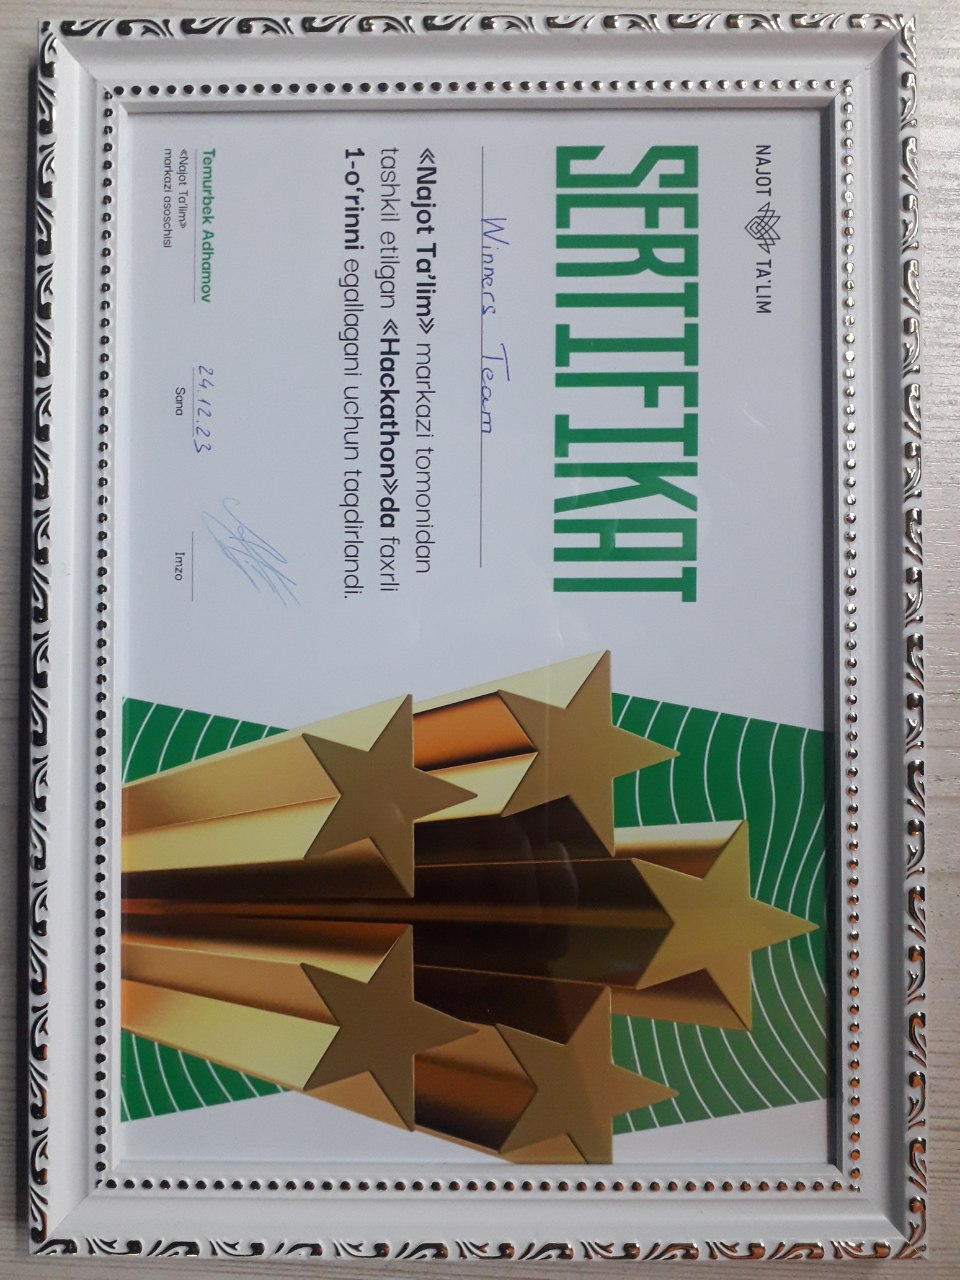 NAJOT TA'LIM
SERTIFIKAT
Winners Team
«Najot Ta’lim» markazi tomonidan
tashkil etilgan «Hackathon»da faxrli
1-o‘rinni egallagani uchun taqdirlandi.
Temurbek Adhamov
«Najot Ta’lim»
markazi asoschisi
24.12.23
Sana
Imzo